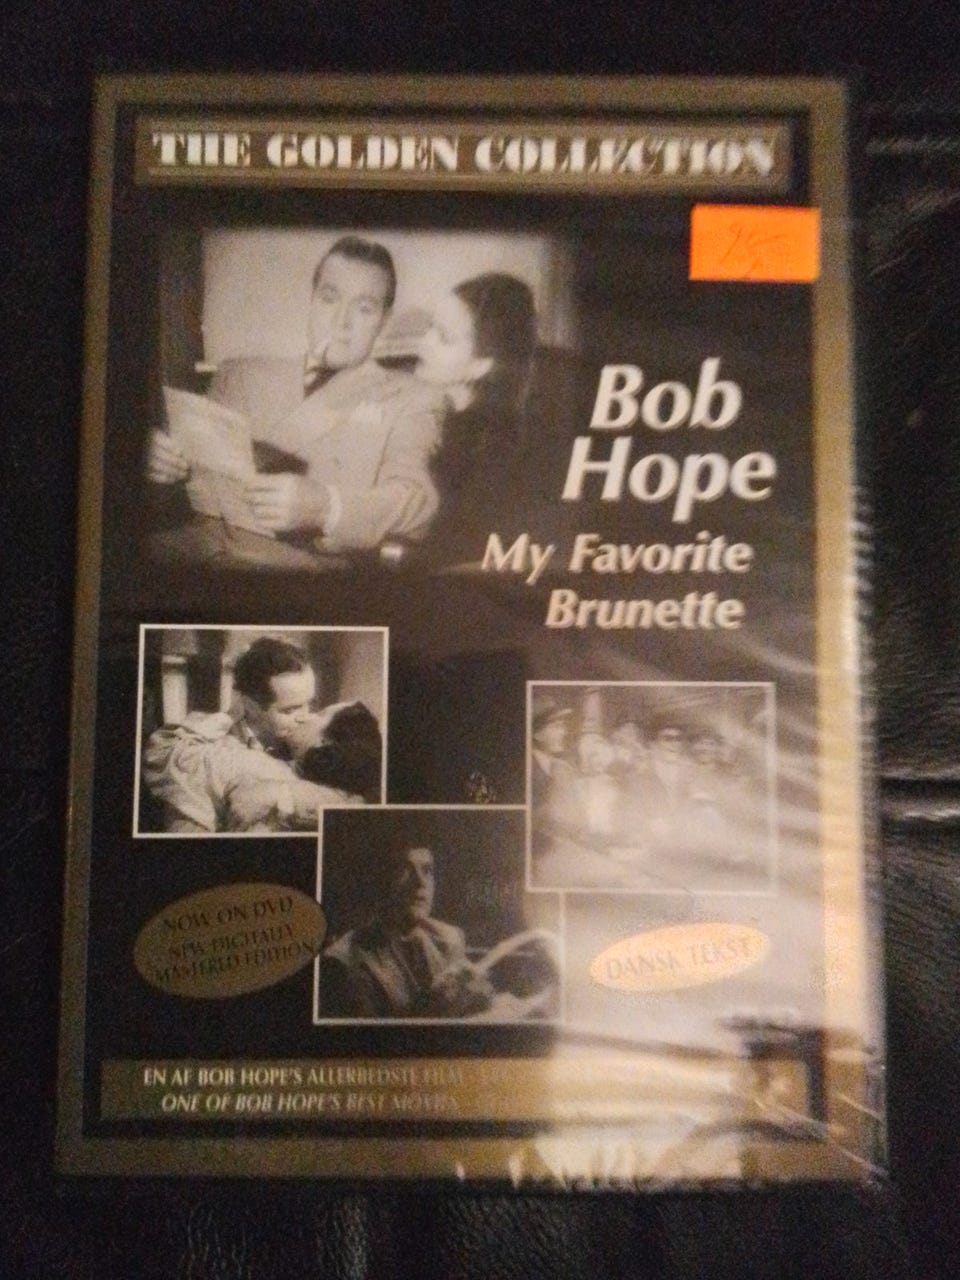 THE GOLDEN COLLECTION
Bob
Hope
My Favorite
Brunette
NOW ON DVD
NEW DIGITALLY
MASTERED EDITION
DANSK TEKST
EN AF BOB HOPE'S ALLERBEDSTE FILM
ONE OF BOB HOPE'S BEST MOVIES